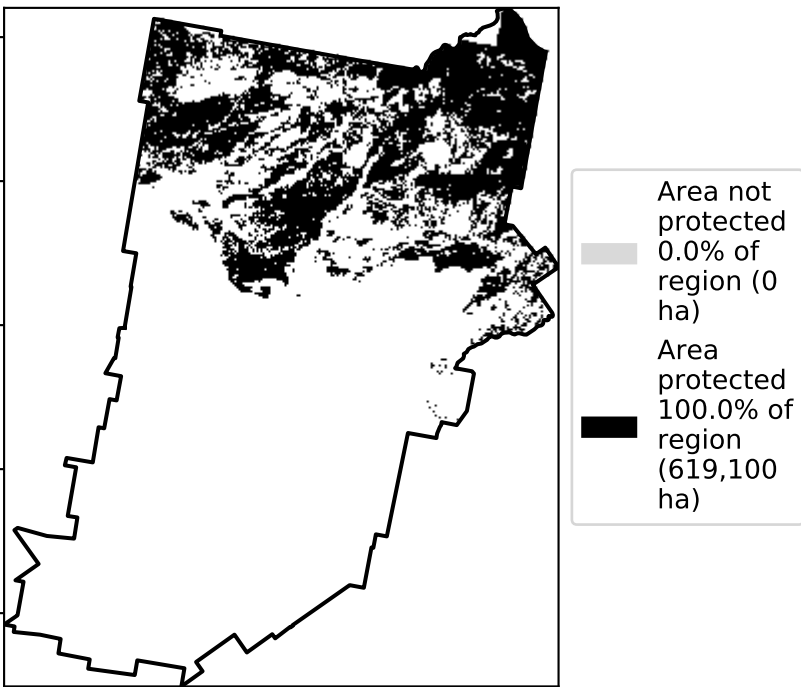 Area not
protected
0.0% of
region (0
ha)
Area
protected
100.0% of
region
(619,100
ha)